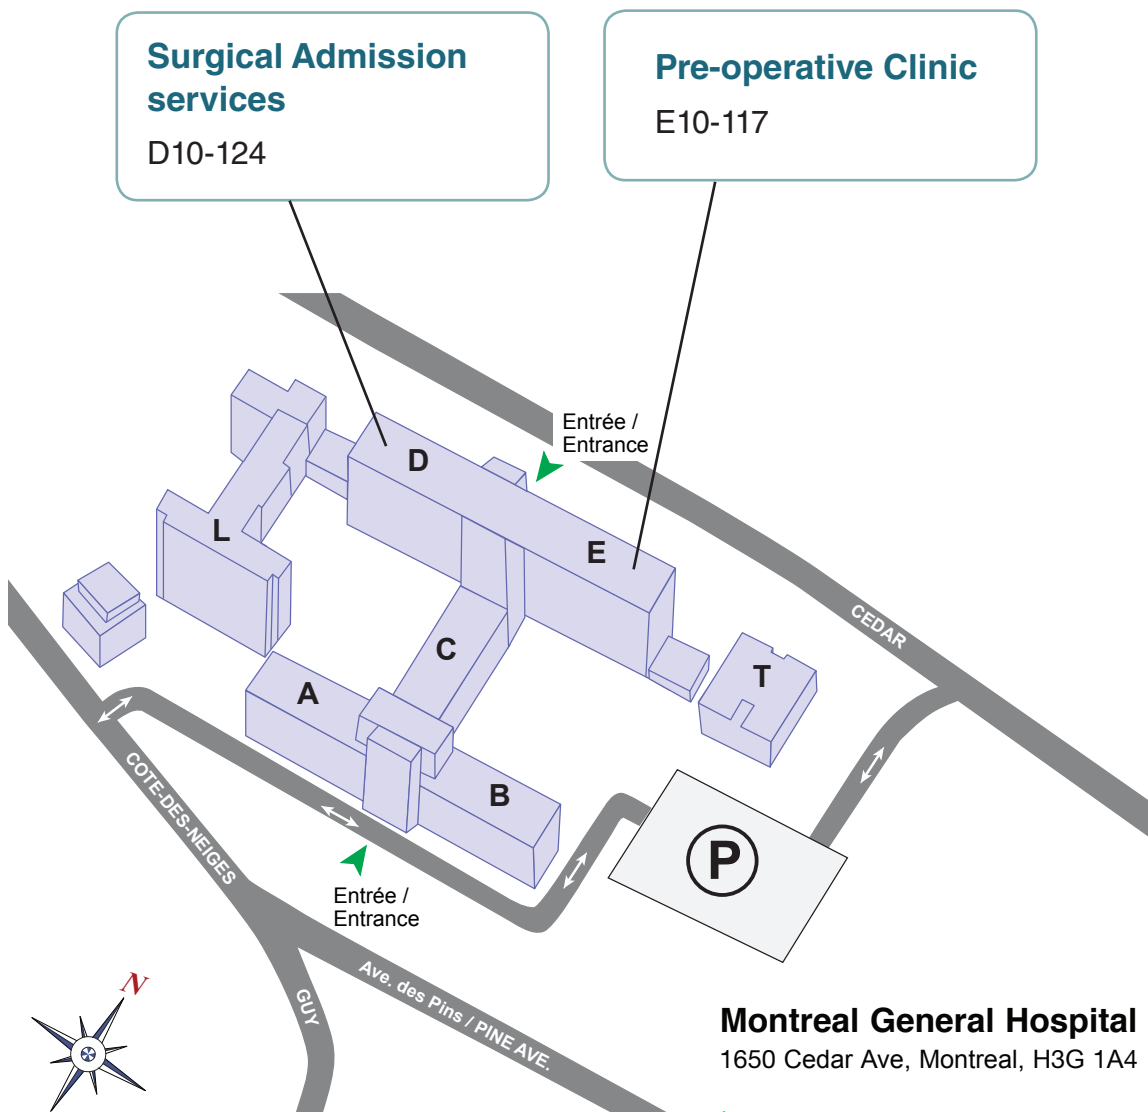 Surgical Admission
services
D10-124
Pre-operative Clinic
E10-117
Entrée /
Entrance
D
E
L
C
A
T
B
CEDAR
P
COTE-DES-NEIGES
Entrée /
Entrance
Ave. des Pins / PINE AVE.
GUY
N
Montreal General Hospital
1650 Cedar Ave, Montreal, H3G 1A4